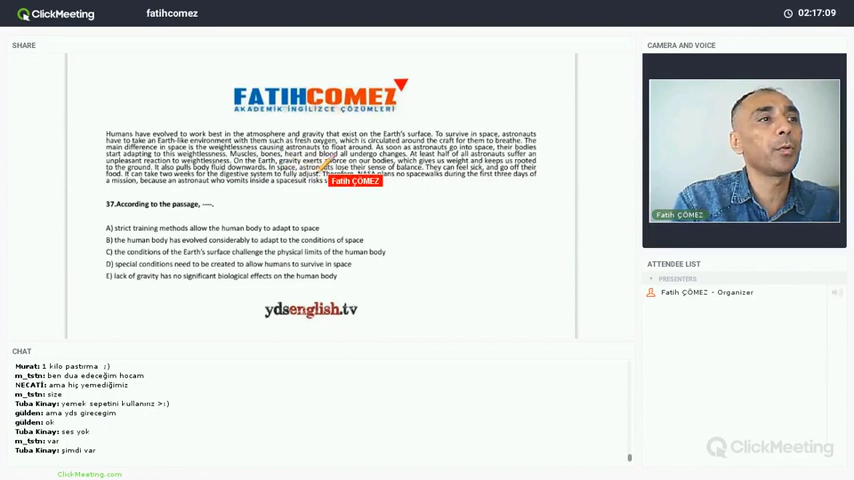 ClickMeeting
fatihcomez
02:17:09
SHARE
CAMERA AND VOICE
FATIHCOMEZ
AKADEMİK İNGİLİZCE ÇÖZÜMLERİ
Humans have evolved to work best in the atmosphere and gravity that exist on the Earth's surface. To survive in space, astronauts
have to take an Earth-like environment with them such as fresh oxygen, which is circulated around the craft for them to breathe. The
main difference in space is the weightlessness causing astronauts to float around. As soon as astronauts go into space, their bodies
start adapting to this weightlessness. Muscles, bones, heart and blood all undergo changes. At least half of all astronauts suffer an
unpleasant reaction to weightlessness. On the Earth, gravity exerts force on our bodies, which gives us weight and keeps us rooted
to the ground. It also pulls body fluid downwards. In space, astronauts lose their sense of balance. They can feel sick, and go off their
food. It can take two weeks for the digestive system to fully adjust. Therefore, NASA plans no spacewalks during the first three days of
a mission, because an astronaut who vomits inside a spacesuit risks
Fatih ÇÖMEZ
37.According to the passage, ----.
A) strict training methods allow the human body to adapt to space
B) the human body has evolved considerably to adapt to the conditions of space
C) the conditions of the Earth's surface challenge the physical limits of the human body
D) special conditions need to be created to allow humans to survive in space
E) lack of gravity has no significant biological effects on the human body
ydsenglish.tv
Fatih ÇÖMEZ
ATTENDEE LIST
PRESENTERS
Fatih ÇÖMEZ - Organizer
CHAT
Murat: 1 kilo pastırma ;)
m_tstn: ben dua edeceğim hocam
NECATİ: ama hiç yemediğimiz
m_tstn: size
Tuba Kinay: yemek sepetini kullanırız >:)
gülden: ama yds girecegim
gülden: ok
Tuba Kinay: ses yok
m_tstn: var
Tuba Kinay: şimdi var
ClickMeeting
ClickMeeting.com